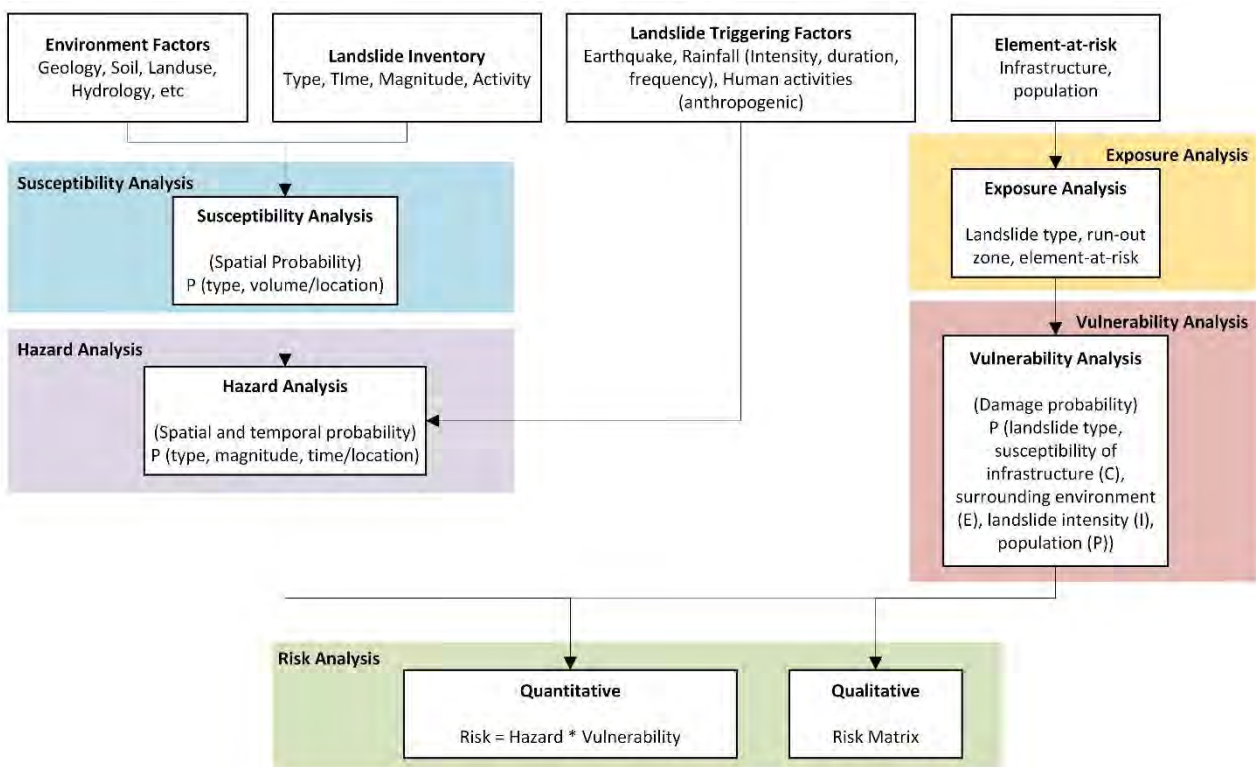 Environment Factors
Geology, Soil, Landuse,
Hydrology, etc
Landslide Inventory
Type, TIme, Magnitude, Activity
Landslide Triggering Factors
Earthquake, Rainfall (Intensity, duration,
frequency), Human activities
(anthropogenic)
Element-at-risk
Infrastructure,
population
Susceptibility Analysis
Susceptibility Analysis
(Spatial Probability)
P (type, volume/location)
Exposure Analysis
Exposure Analysis
Landslide type, run-out
zone, element-at-risk
Hazard Analysis
Hazard Analysis
(Spatial and temporal probability)
P (type, magnitude, time/location)
Vulnerability Analysis
Vulnerability Analysis
(Damage probability)
P (landslide type,
susceptibility of
infrastructure (C),
surrounding environment
(E), landslide intensity (I),
population (P))
Risk Analysis
Quantitative
Risk = Hazard * Vulnerability
Qualitative
Risk Matrix